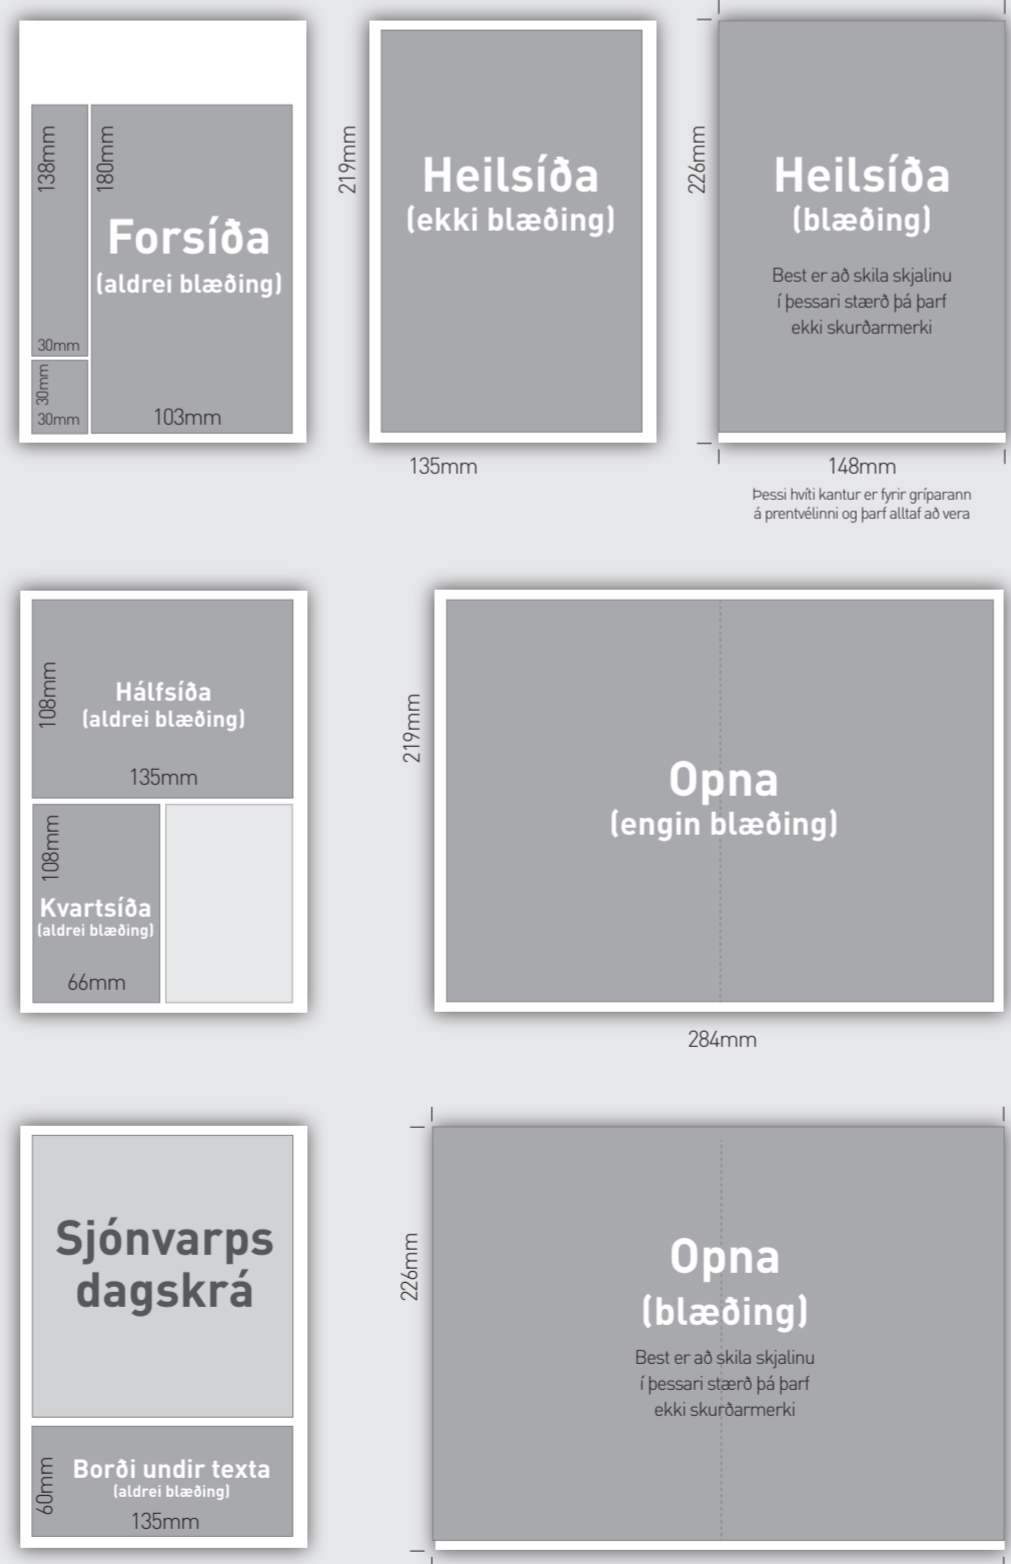 138mm
180mm
Forsíða
(aldrei blæðing)
30mm
30mm
30mm
103mm
219mm
Heilsíða
(ekki blæðing)
135mm
226mm
Heilsíða
(blæðing)
Best er að skila skjalinu
í þessari stærð þá þarf
ekki skurðarmerki
148mm
Þessi hvíti kantur er fyrir gríparann
á prentvélinni og þarf alltaf að vera
108mm
Hálfsíða
(aldrei blæðing)
135mm
108mm
Kvartsíða
(aldrei blæðing)
66mm
219mm
Opna
(engin blæðing)
284mm
Sjónvarps
dagskrá
60mm
Borði undir texta
(aldrei blæðing)
135mm
226mm
Opna
(blæðing)
Best er að skila skjalinu
í þessari stærð þá þarf
ekki skurðarmerki